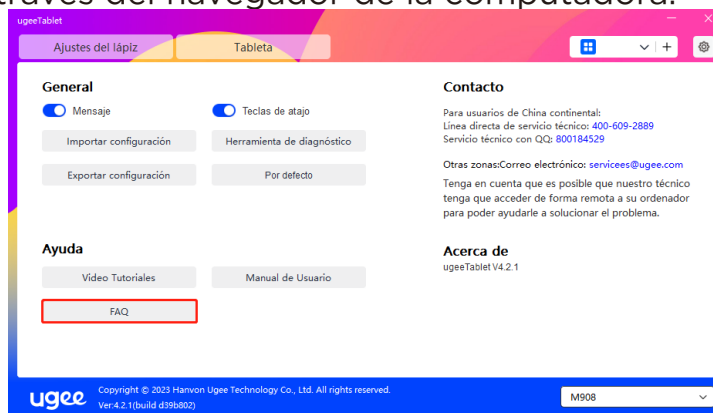 través del navegador de la computadora.
ugeeTablet
Ajustes del lápiz
Tableta
General
Mensaje
Teclas de atajo
Importar configuración
Herramienta de diagnóstico
Exportar configuración
Por defecto
Ayuda
Video Tutoriales
Manual de Usuario
FAQ
Contacto
Para usuarios de China continental:
Línea directa de servicio técnico: 400-609-2889
Servicio técnico con QQ: 800184529
Otras zonas:Correo electrónico: servicees@ugee.com
Tenga en cuenta que es posible que nuestro técnico
tenga que acceder de forma remota a su ordenador
para poder ayudarle a solucionar el problema.
Acerca de
ugeeTablet V4.2.1
ugee
Copyright © 2023 Hanvon Ugee Technology Co., Ltd. All rights reserved.
Ver:4.2.1(build d39b802)
M908